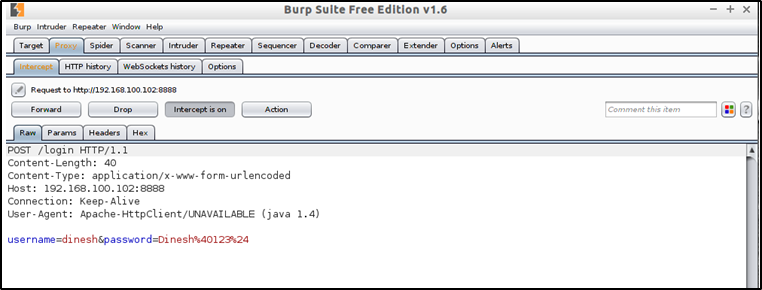 Burp Suite Free Edition v1.6
Burp Intruder Repeater Window Help
Target Proxy Spider Scanner Intruder Repeater Sequencer Decoder Comparer Extender Options Alerts
Intercept HTTP history WebSockets history Options
Request to http://192.168.100.102:8888
Forward Drop Intercept is on Action Comment this item ?
Raw Params Headers Hex
POST /login HTTP/1.1
Content-Length: 40
Content-Type: application/x-www-form-urlencoded
Host: 192.168.100.102:8888
Connection: Keep-Alive
User-Agent: Apache-HttpClient/UNAVAILABLE (java 1.4)
username=dinesh&password=Dinesh%40123%24